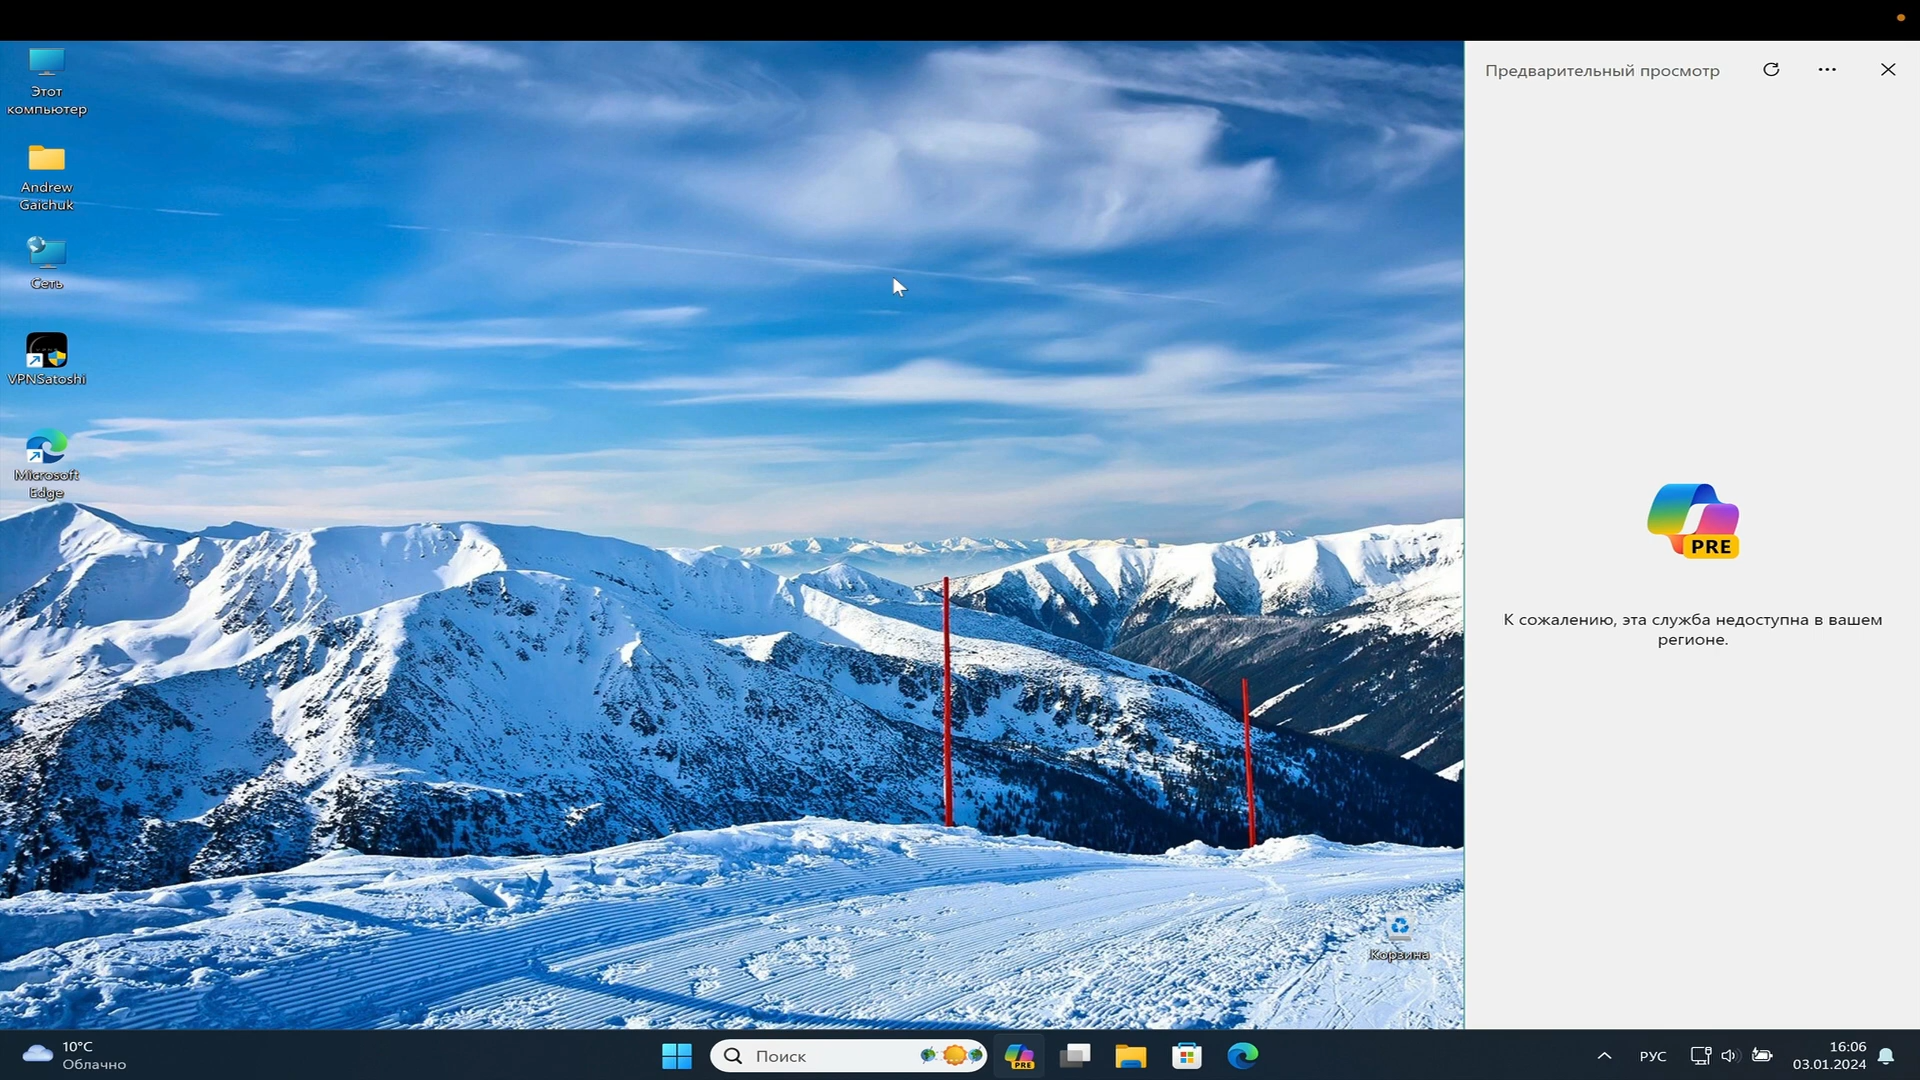 Этот
компьютер
Andrew
Gaichuk
Сеть
VPNSatoshi
Microsoft
Edge
Корзина
Предварительный просмотр
PRE
К сожалению, эта служба недоступна в вашем
регионе.
10°C
Облачно
Поиск
PRE
РУС
16:06
03.01.2024